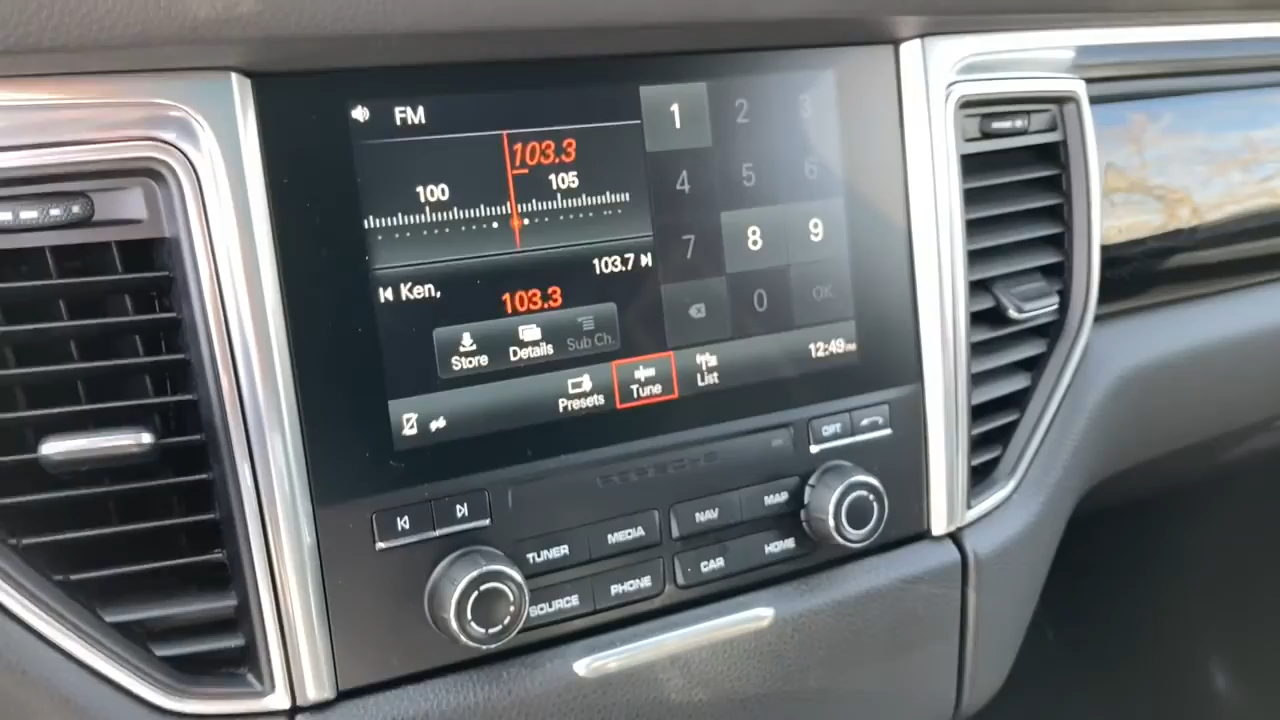 FM
103.3
100
105
103.7
Ken,
103.3
Store
Details
Sub Ch.
Presets
Tune
List
12:49
1 2 3
4 5 6
7 8 9
0 OK
OPT
PORSCHE
TUNER
MEDIA
NAV
MAP
SOURCE
PHONE
CAR
HOME